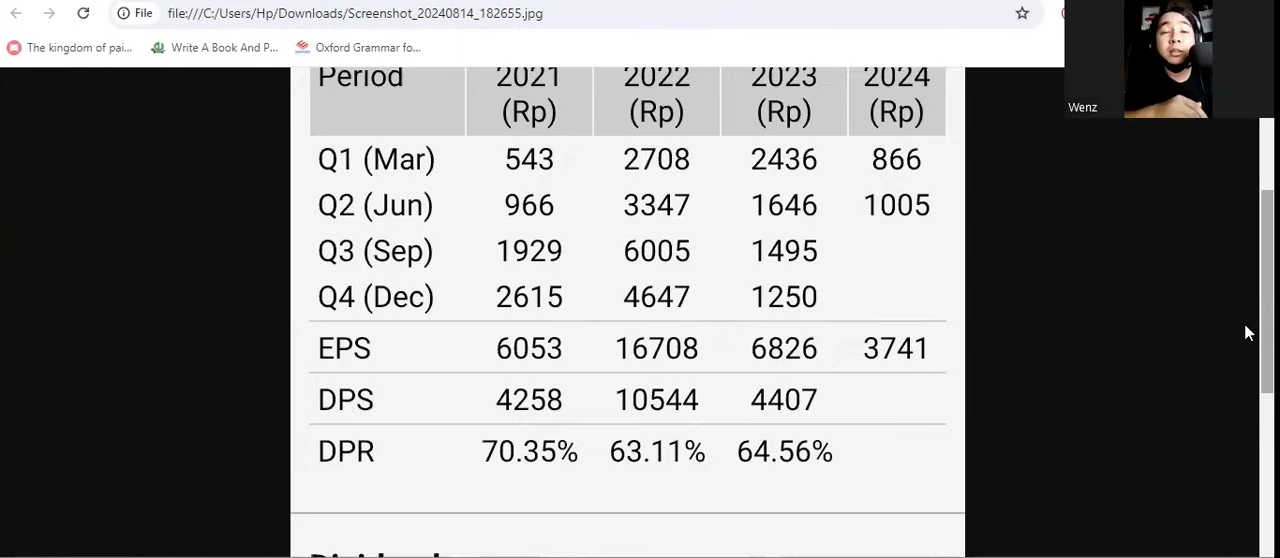 File file:///C:/Users/Hp/Downloads/Screenshot_20240814_182655.jpg
The kingdom of pai... Write A Book And P... Oxford Grammar fo...
Wenz
Period 2021 (Rp) 2022 (Rp) 2023 (Rp) 2024 (Rp)
Q1 (Mar) 543 2708 2436 866
Q2 (Jun) 966 3347 1646 1005
Q3 (Sep) 1929 6005 1495
Q4 (Dec) 2615 4647 1250
EPS 6053 16708 6826 3741
DPS 4258 10544 4407
DPR 70.35% 63.11% 64.56%